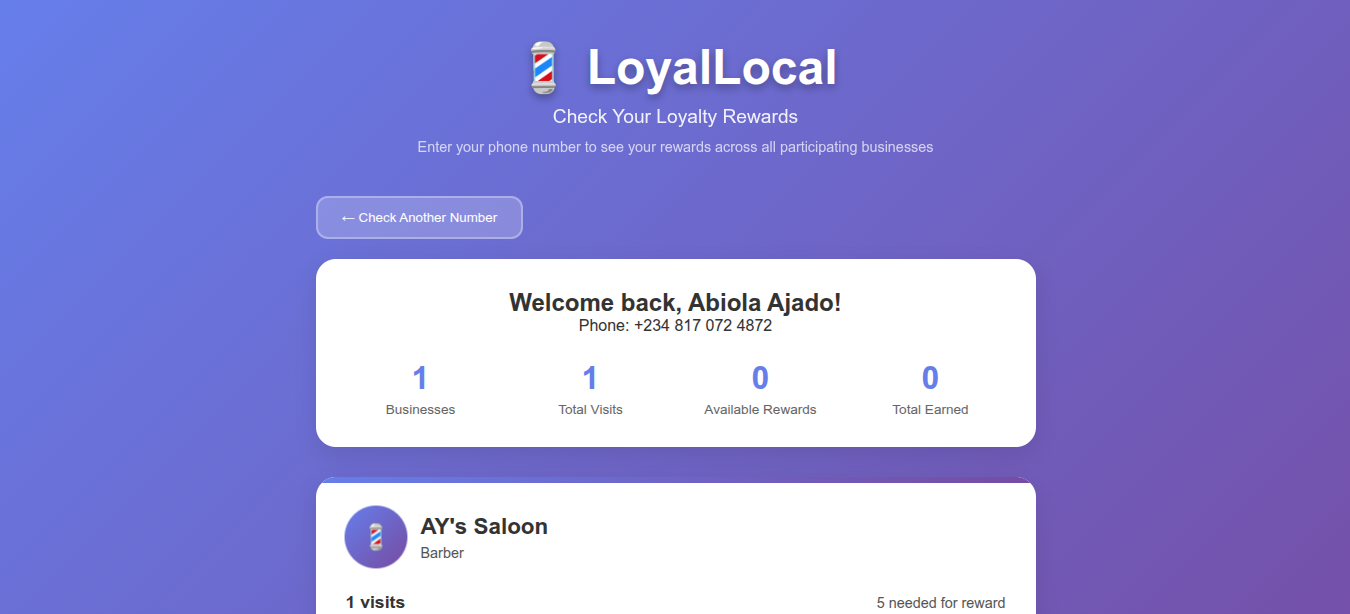 LoyalLocal
Check Your Loyalty Rewards
Enter your phone number to see your rewards across all participating businesses
← Check Another Number
Welcome back, Abiola Ajado!
Phone: +234 817 072 4872
1 1 0 0
Businesses Total Visits Available Rewards Total Earned
AY's Saloon
Barber
1 visits 5 needed for reward